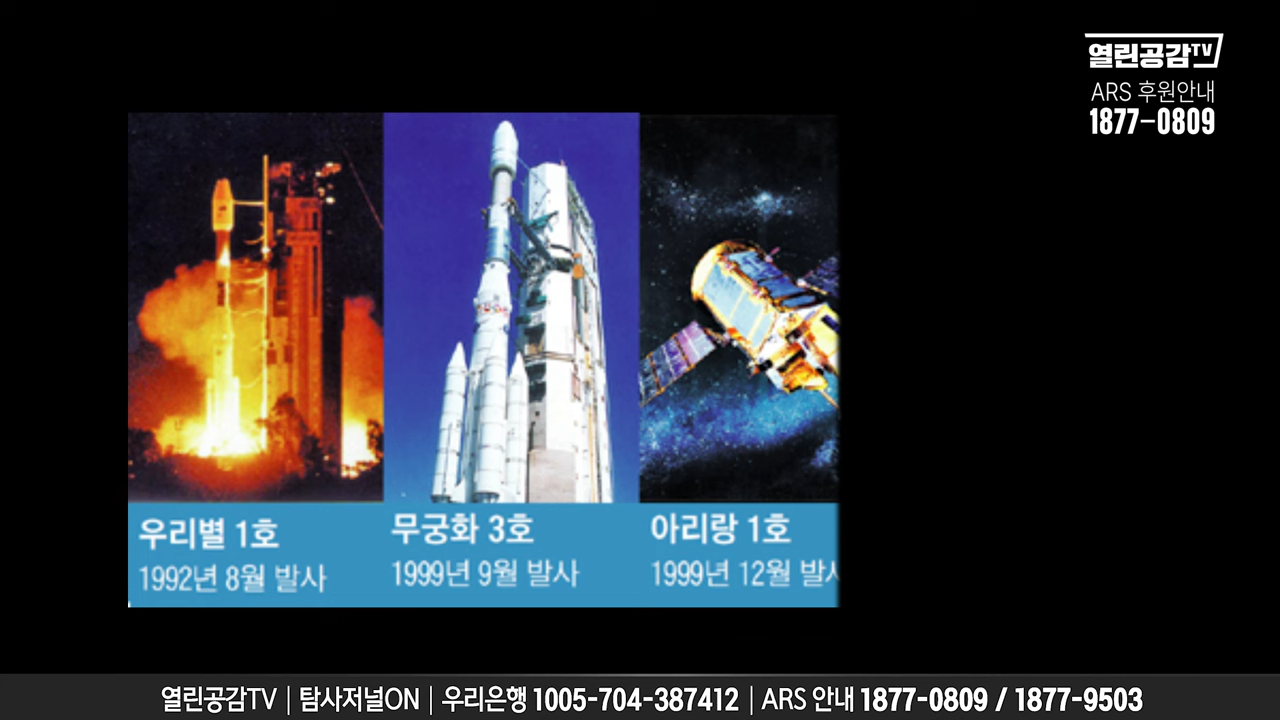 열린공감TV
ARS 후원안내
1877-0809
우리별 1호
1992년 8월 발사
무궁화 3호
1999년 9월 발사
아리랑 1호
1999년 12월 발사
열린공감TV | 탐사저널ON | 우리은행 1005-704-387412 | ARS 안내 1877-0809 / 1877-9503